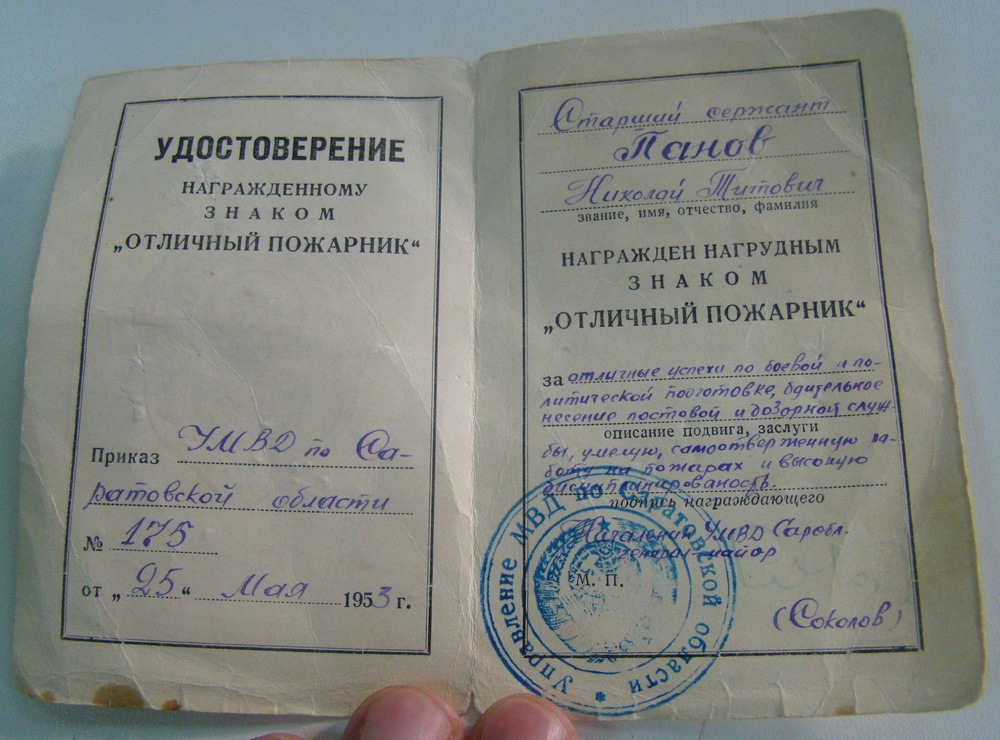 УДОСТОВЕРЕНИЕ
НАГРАЖДЕННОМУ
ЗНАКОМ
„ОТЛИЧНЫЙ ПОЖАРНИК“
Приказ УМВД по Са-
ратовской области
№ 175
от „25“ Мая 1953 г.
Старший сержант
Панов
Николай Титович
звание, имя, отчество, фамилия
НАГРАЖДЕН НАГРУДНЫМ
ЗНАКОМ
„ОТЛИЧНЫЙ ПОЖАРНИК“
за отличные успехи по боевой и по-
литической подготовке, бдительное
несение постовой и дозорной служ-
описание подвига, заслуги
бы, умелую, самоотверженную ра-
боту на пожарах и высокую
дисциплинированость.
подпись награждающего
Начальник УМВД Саробл.
генерал-майор
М. П.
(Соколов)
Управление МВД по Саратовской области